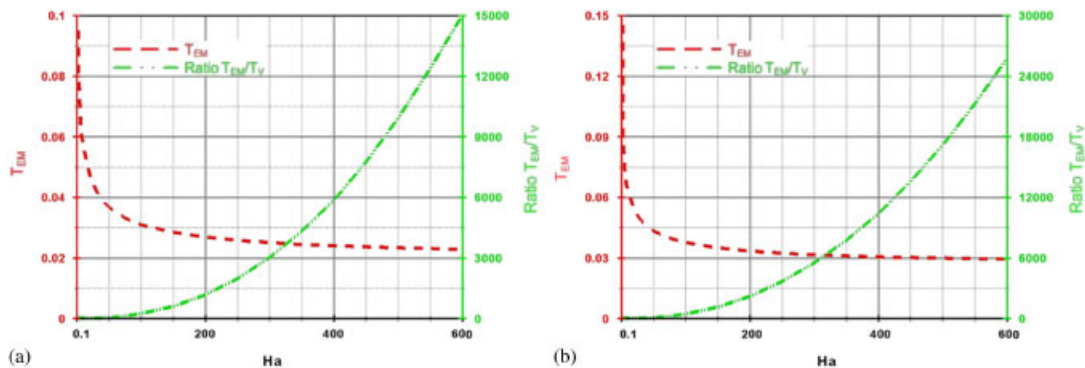 0.1
0.08
0.06
0.04
0.02
0
T_EM
T_EM
Ratio T_EM/T_V
15000
12000
9000
6000
3000
0
Ratio T_EM/T_V
0.1
200
400
600
Ha
(a)
0.15
0.12
0.09
0.06
0.03
0
T_EM
T_EM
Ratio T_EM/T_V
30000
24000
18000
12000
6000
0
Ratio T_EM/T_V
0.1
200
400
600
Ha
(b)